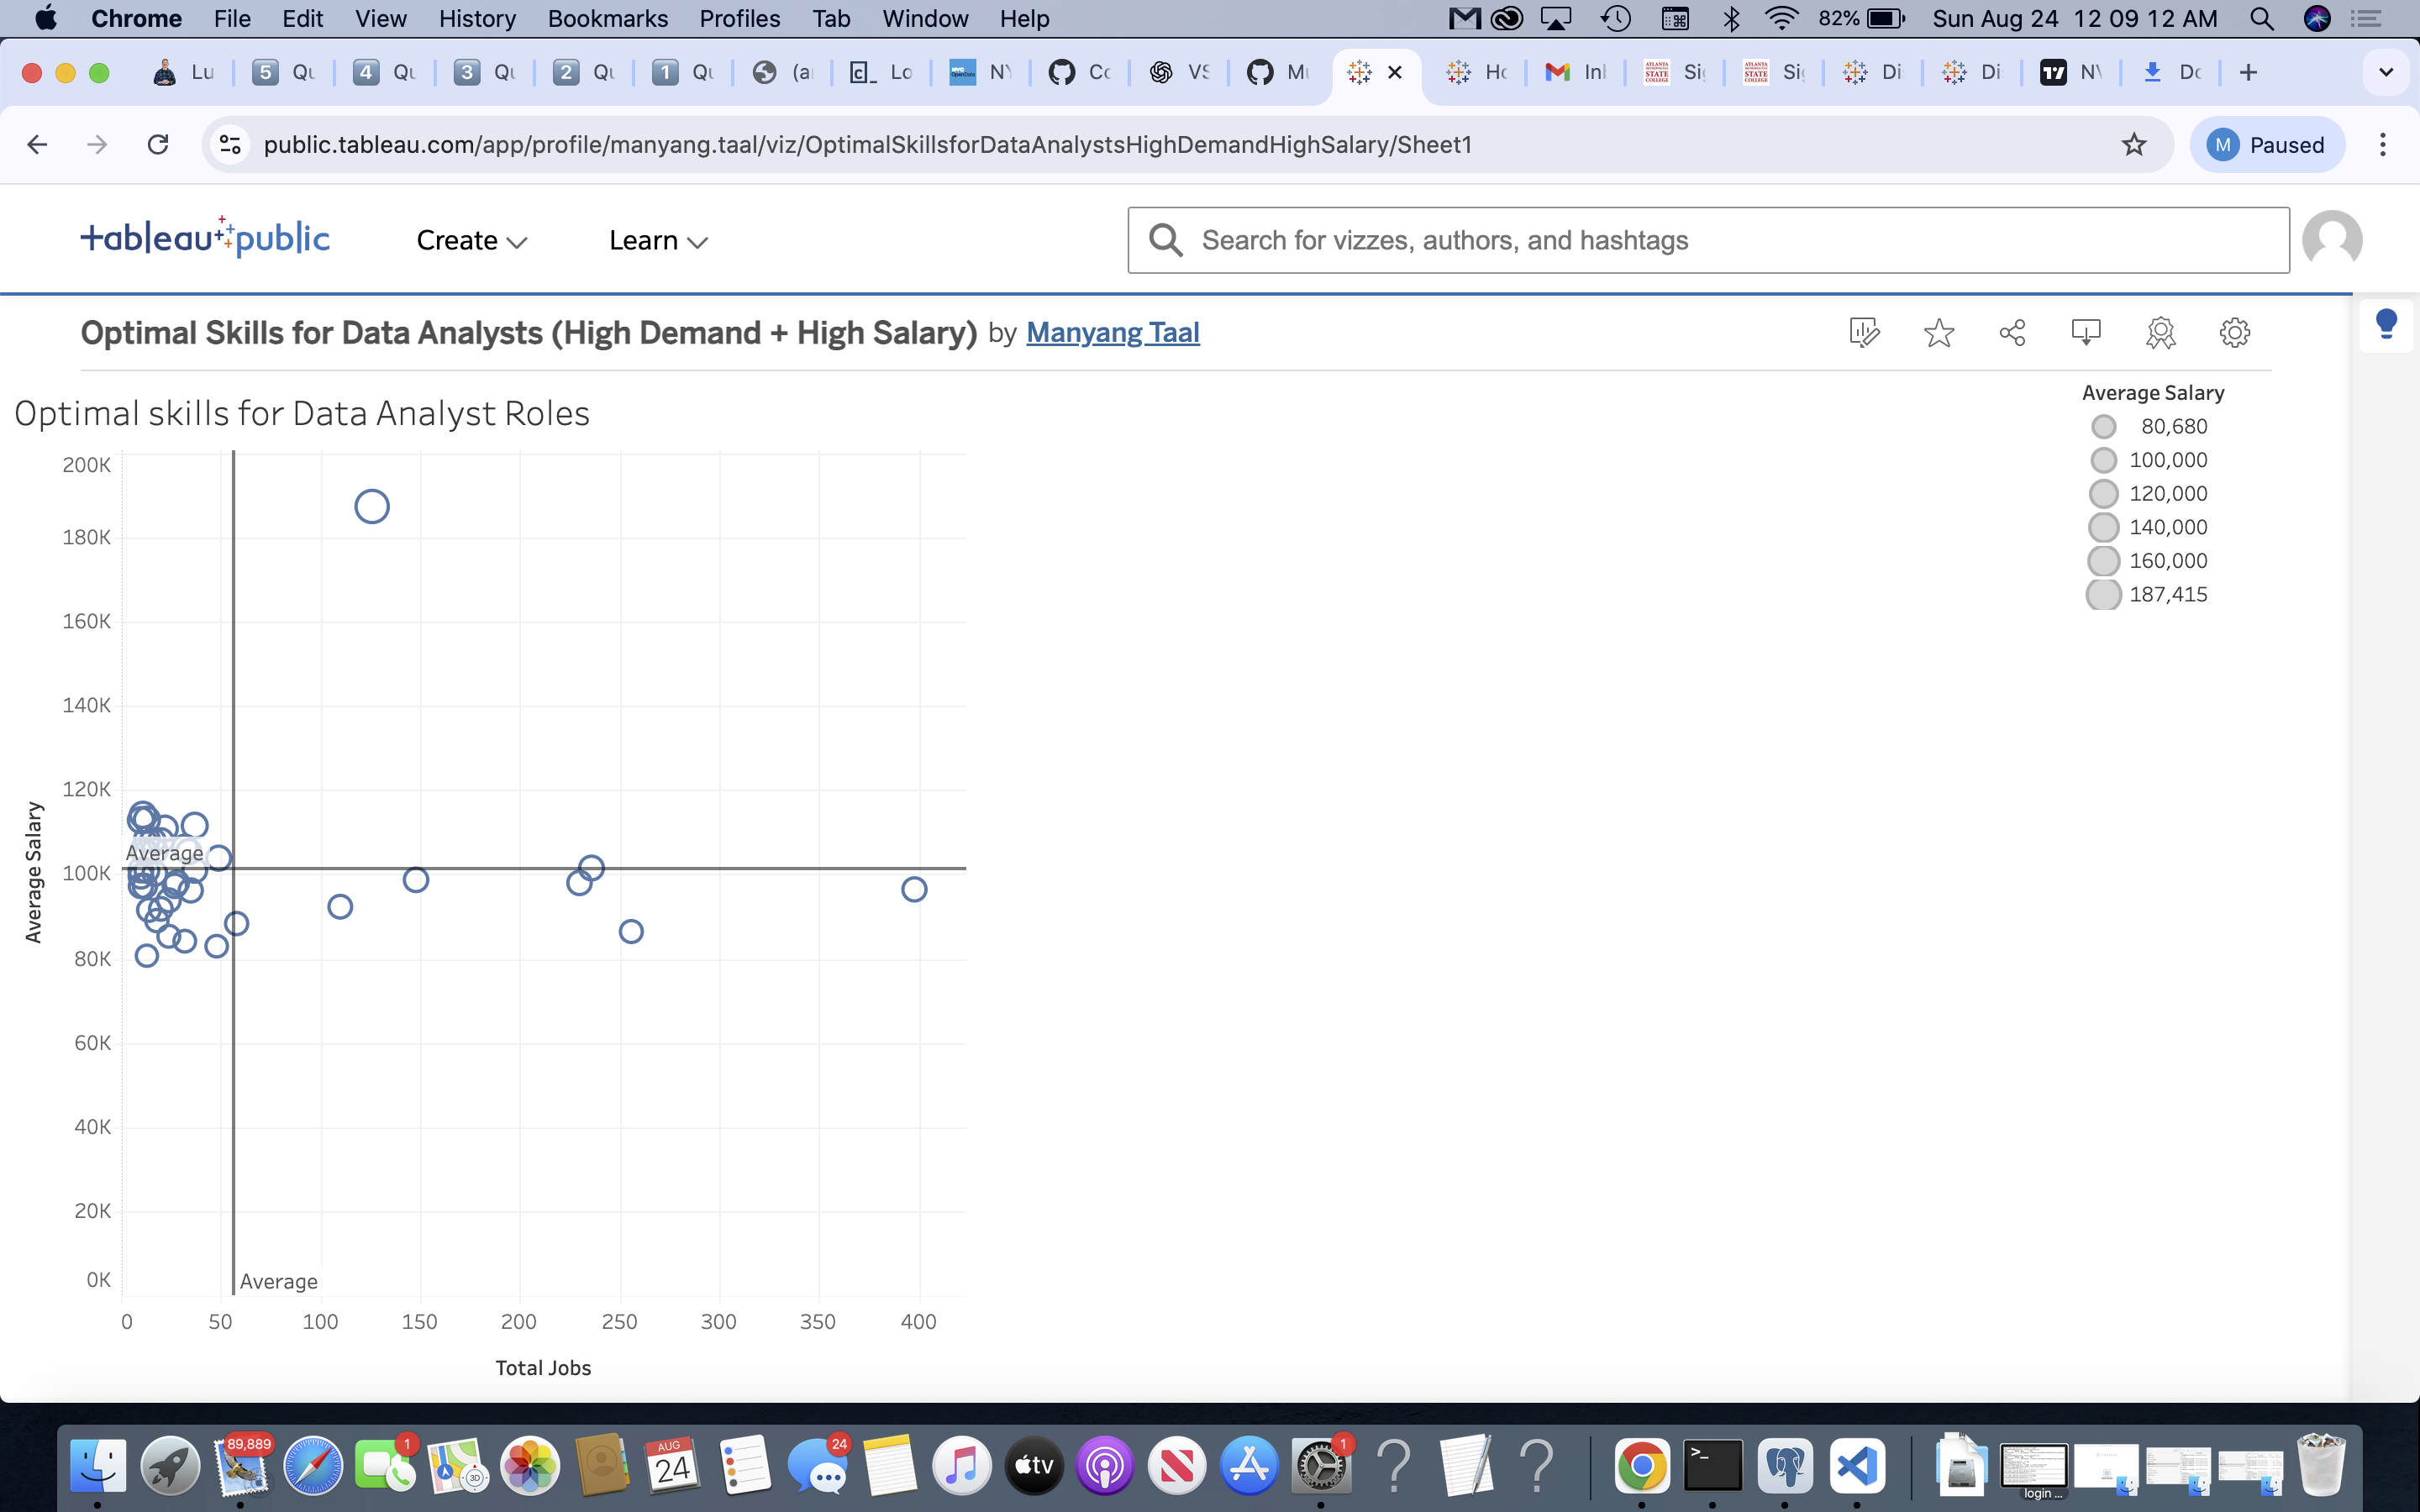 Chrome File Edit View History Bookmarks Profiles Tab Window Help 82% Sun Aug 24 12 09 12 AM
Lu 5 Qu 4 Qu 3 Qu 2 Qu 1 Qu (a Lo NY Co VS Mu Ho Inl Si Si Di Di NV Do
public.tableau.com/app/profile/manyang.taal/viz/OptimalSkillsforDataAnalystsHighDemandHighSalary/Sheet1 M Paused
tableau public Create Learn Search for vizzes, authors, and hashtags
Optimal Skills for Data Analysts (High Demand + High Salary) by Manyang Taal
Optimal skills for Data Analyst Roles
Average Salary
80,680
100,000
120,000
140,000
160,000
187,415
200K
180K
160K
140K
120K
100K
80K
60K
40K
20K
0K
Average Salary
Average
Average
0 50 100 150 200 250 300 350 400
Total Jobs
89,889 1 3D AUG 24 24 tv 1 >_ login ...